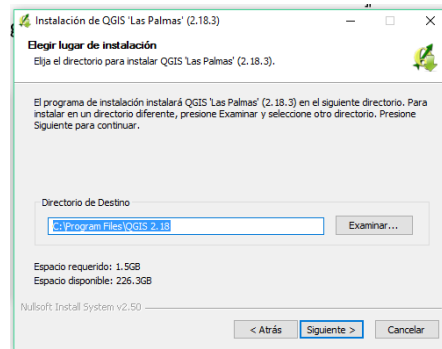 Instalación de QGIS 'Las Palmas' (2.18.3)
Elegir lugar de instalación
Elija el directorio para instalar QGIS 'Las Palmas' (2.18.3).
El programa de instalación instalará QGIS 'Las Palmas' (2.18.3) en el siguiente directorio. Para
instalar en un directorio diferente, presione Examinar y seleccione otro directorio. Presione
Siguiente para continuar.
Directorio de Destino
C:\Program Files\QGIS 2.18
Examinar...
Espacio requerido: 1.5GB
Espacio disponible: 226.3GB
Nullsoft Install System v2.50
< Atrás
Siguiente >
Cancelar